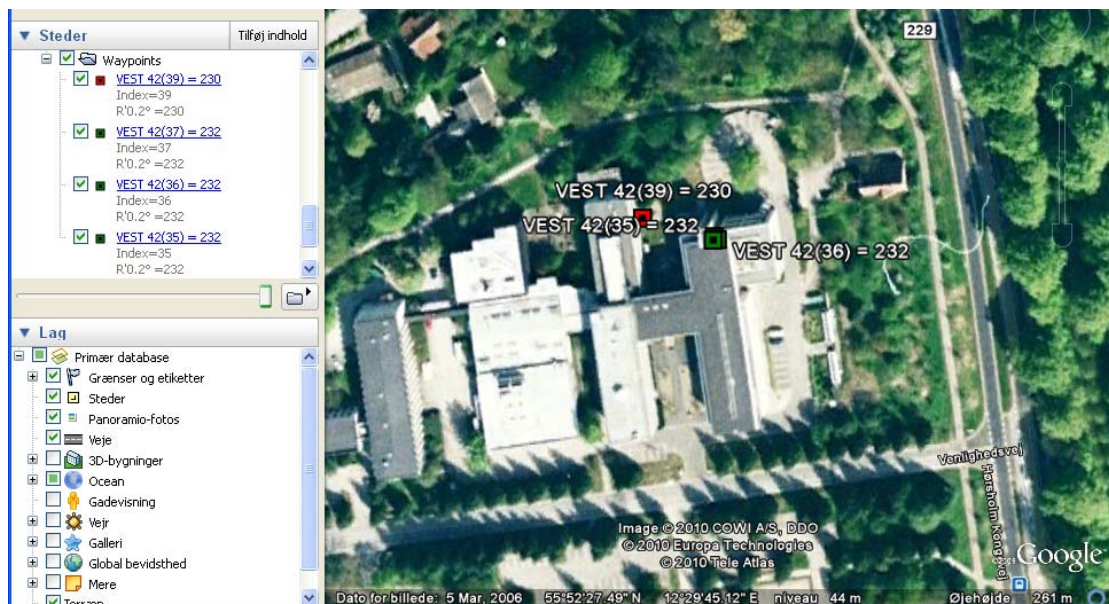 Steder
Tilføj indhold
Waypoints
VEST 42(39) = 230
Index=39
R'0.2° =230
VEST 42(37) = 232
Index=37
R'0.2° =232
VEST 42(36) = 232
Index=36
R'0.2° =232
VEST 42(35) = 232
Index=35
R'0.2° =232
Lag
Primær database
Grænser og etiketter
Steder
Panoramio-fotos
Veje
3D-bygninger
Ocean
Gadevisning
Vejr
Galleri
Global bevidsthed
Mere
Terræn
229
VEST 42(39) = 230
VEST 42(35) = 232
VEST 42(36) = 232
Venlighedsvej
Hørsholm Kongevej
Image © 2010 COWI A/S, DDO
© 2010 Europa Technologies
© 2010 Tele Atlas
©2009 Google
Dato for billede: 5 Mar, 2006 55°52'27.49" N 12°29'45.12" E niveau 44 m Øjehøjde 261 m